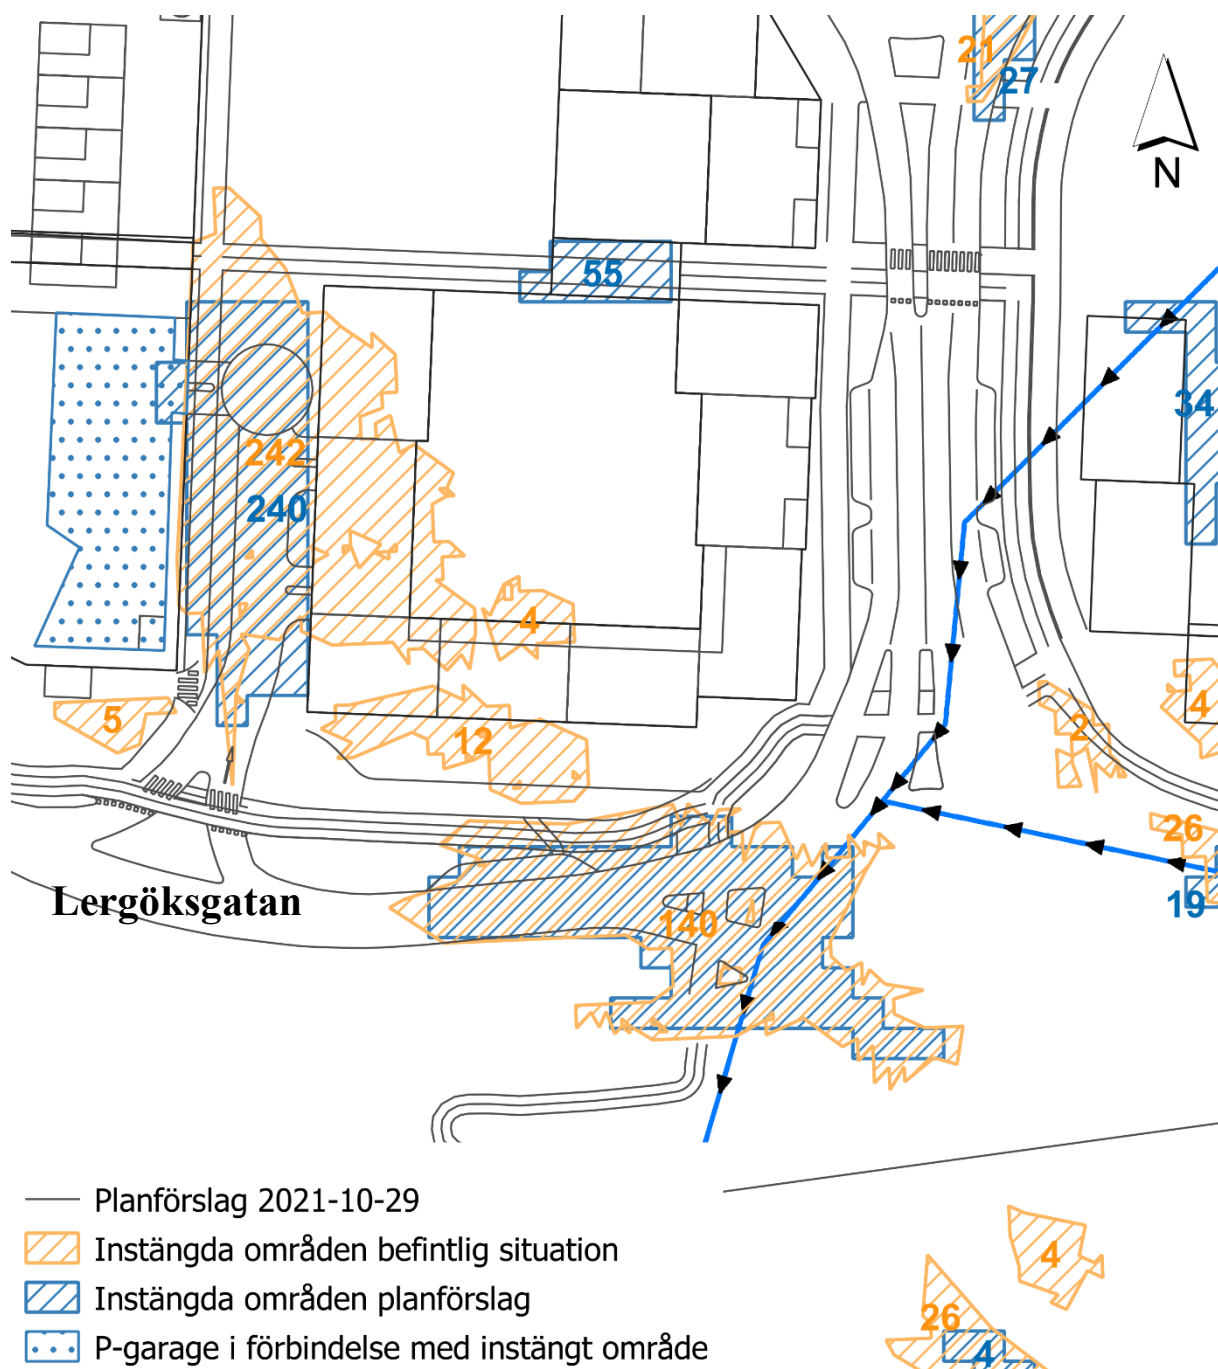 21
27
N
55
34
242
240
4
4
5
12
2
26
19
Lergöksgatan
140
Planförslag 2021-10-29
Instängda områden befintlig situation
Instängda områden planförslag
P-garage i förbindelse med instängt område
4
26
4